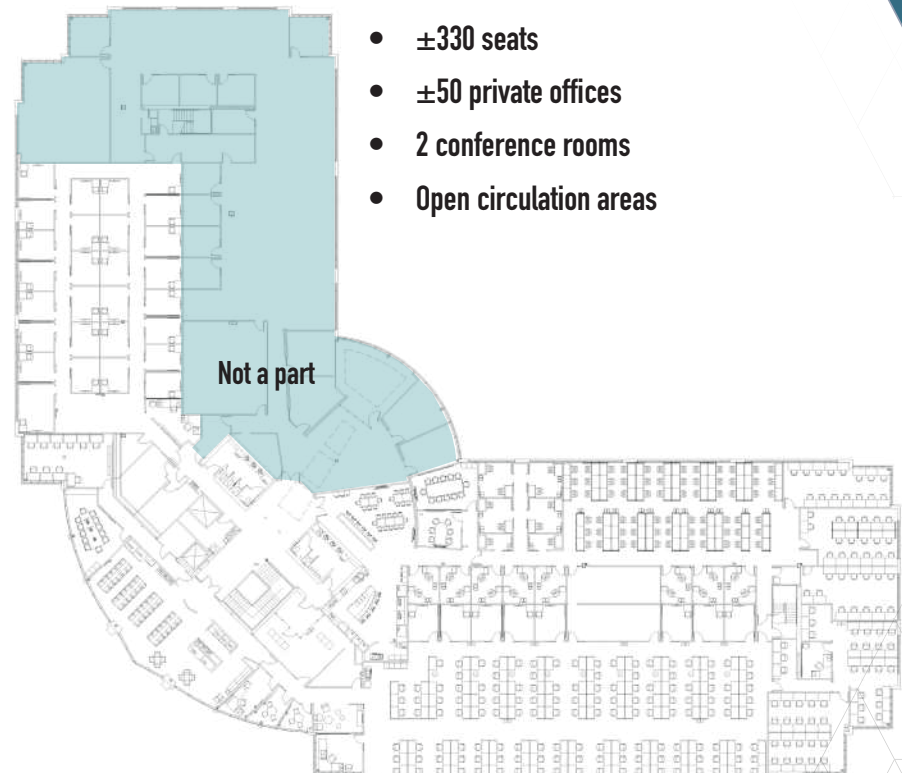 • ±330 seats
• ±50 private offices
• 2 conference rooms
• Open circulation areas
Not a part